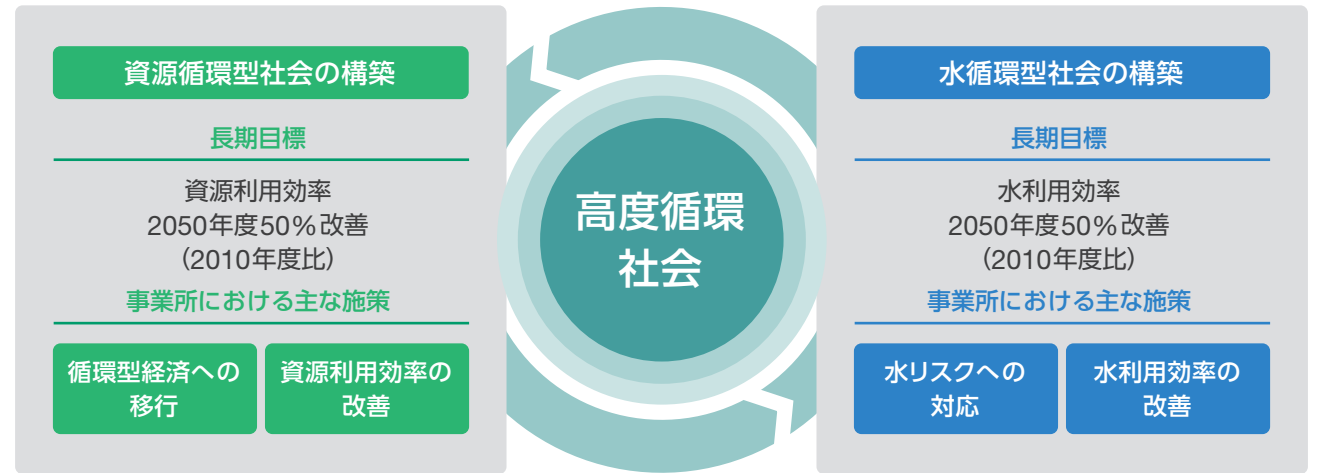 資源循環型社会の構築
長期目標
資源利用効率
2050年度50％改善
（2010年度比）
事業所における主な施策
循環型経済への
移行
資源利用効率の
改善
高度循環
社会
水循環型社会の構築
長期目標
水利用効率
2050年度50％改善
（2010年度比）
事業所における主な施策
水リスクへの
対応
水利用効率の
改善